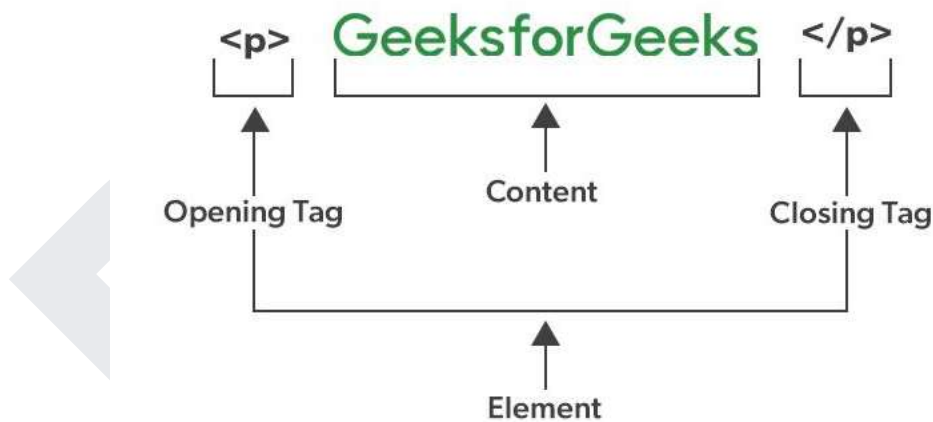 <p> GeeksforGeeks </p>
Content
Opening Tag Closing Tag
Element